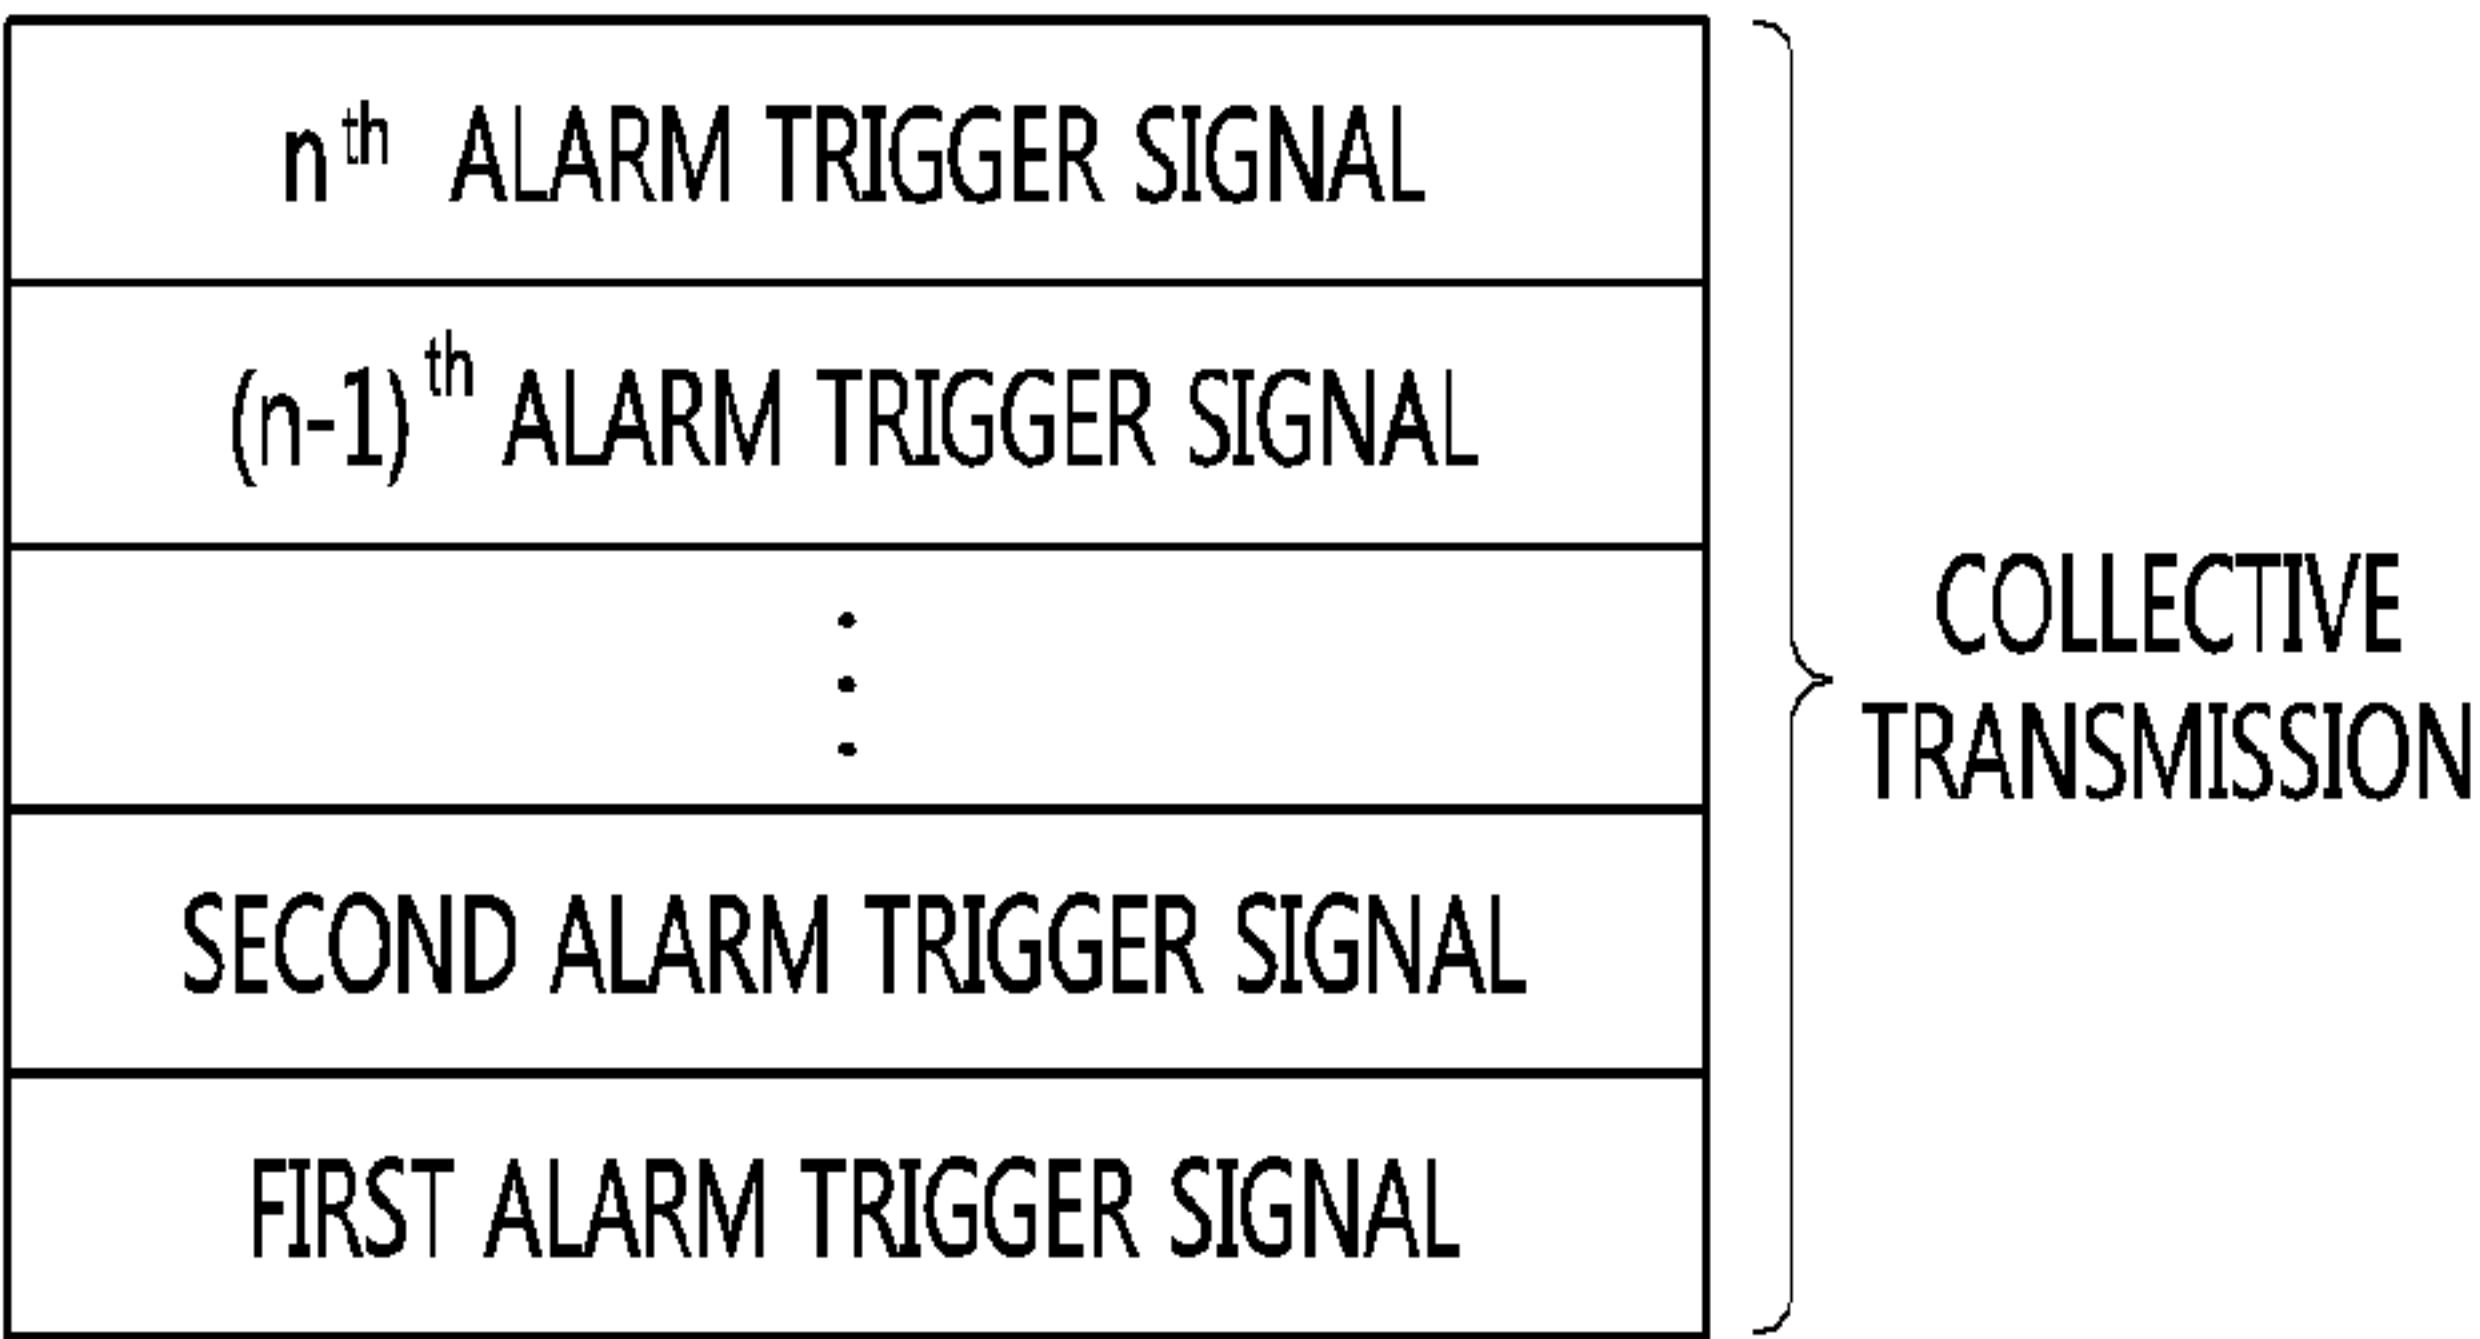 nth ALARM TRIGGER SIGNAL
(n-1)th ALARM TRIGGER SIGNAL
SECOND ALARM TRIGGER SIGNAL
FIRST ALARM TRIGGER SIGNAL
COLLECTIVE
TRANSMISSION